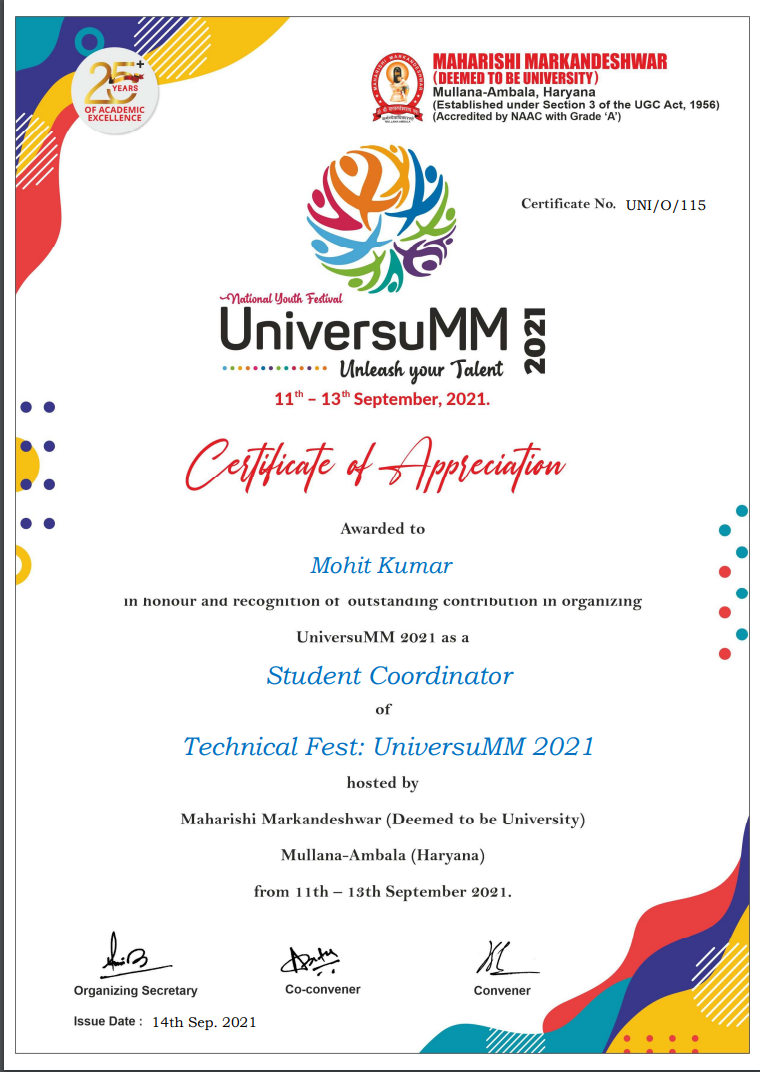 25+
YEARS
OF ACADEMIC
EXCELLENCE
MAHARISHI MARKANDESHWAR
(DEEMED TO BE UNIVERSITY)
Mullana-Ambala, Haryana
(Established under Section 3 of the UGC Act, 1956)
(Accredited by NAAC with Grade ‘A’)
Certificate No. UNI/O/115
National Youth Festival
UniversuMM 2021
Unleash your Talent
11th – 13th September, 2021.
Certificate of Appreciation
Awarded to
Mohit Kumar
in honour and recognition of outstanding contribution in organizing
UniversuMM 2021 as a
Student Coordinator
of
Technical Fest: UniversuMM 2021
hosted by
Maharishi Markandeshwar (Deemed to be University)
Mullana-Ambala (Haryana)
from 11th – 13th September 2021.
Organizing Secretary
Co-convener
Convener
Issue Date : 14th Sep. 2021